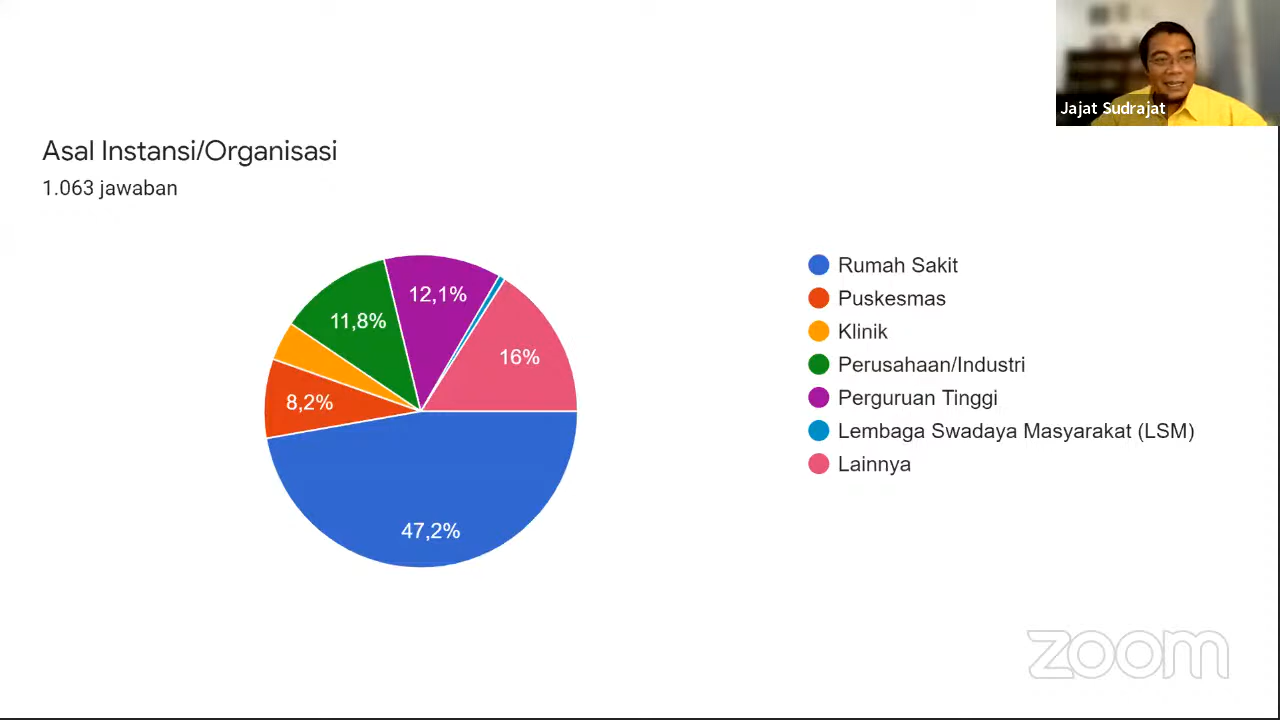 Jajat Sudrajat
Asal Instansi/Organisasi
1.063 jawaban
12,1%
11,8%
16%
8,2%
47,2%
Rumah Sakit
Puskesmas
Klinik
Perusahaan/Industri
Perguruan Tinggi
Lembaga Swadaya Masyarakat (LSM)
Lainnya
zoom